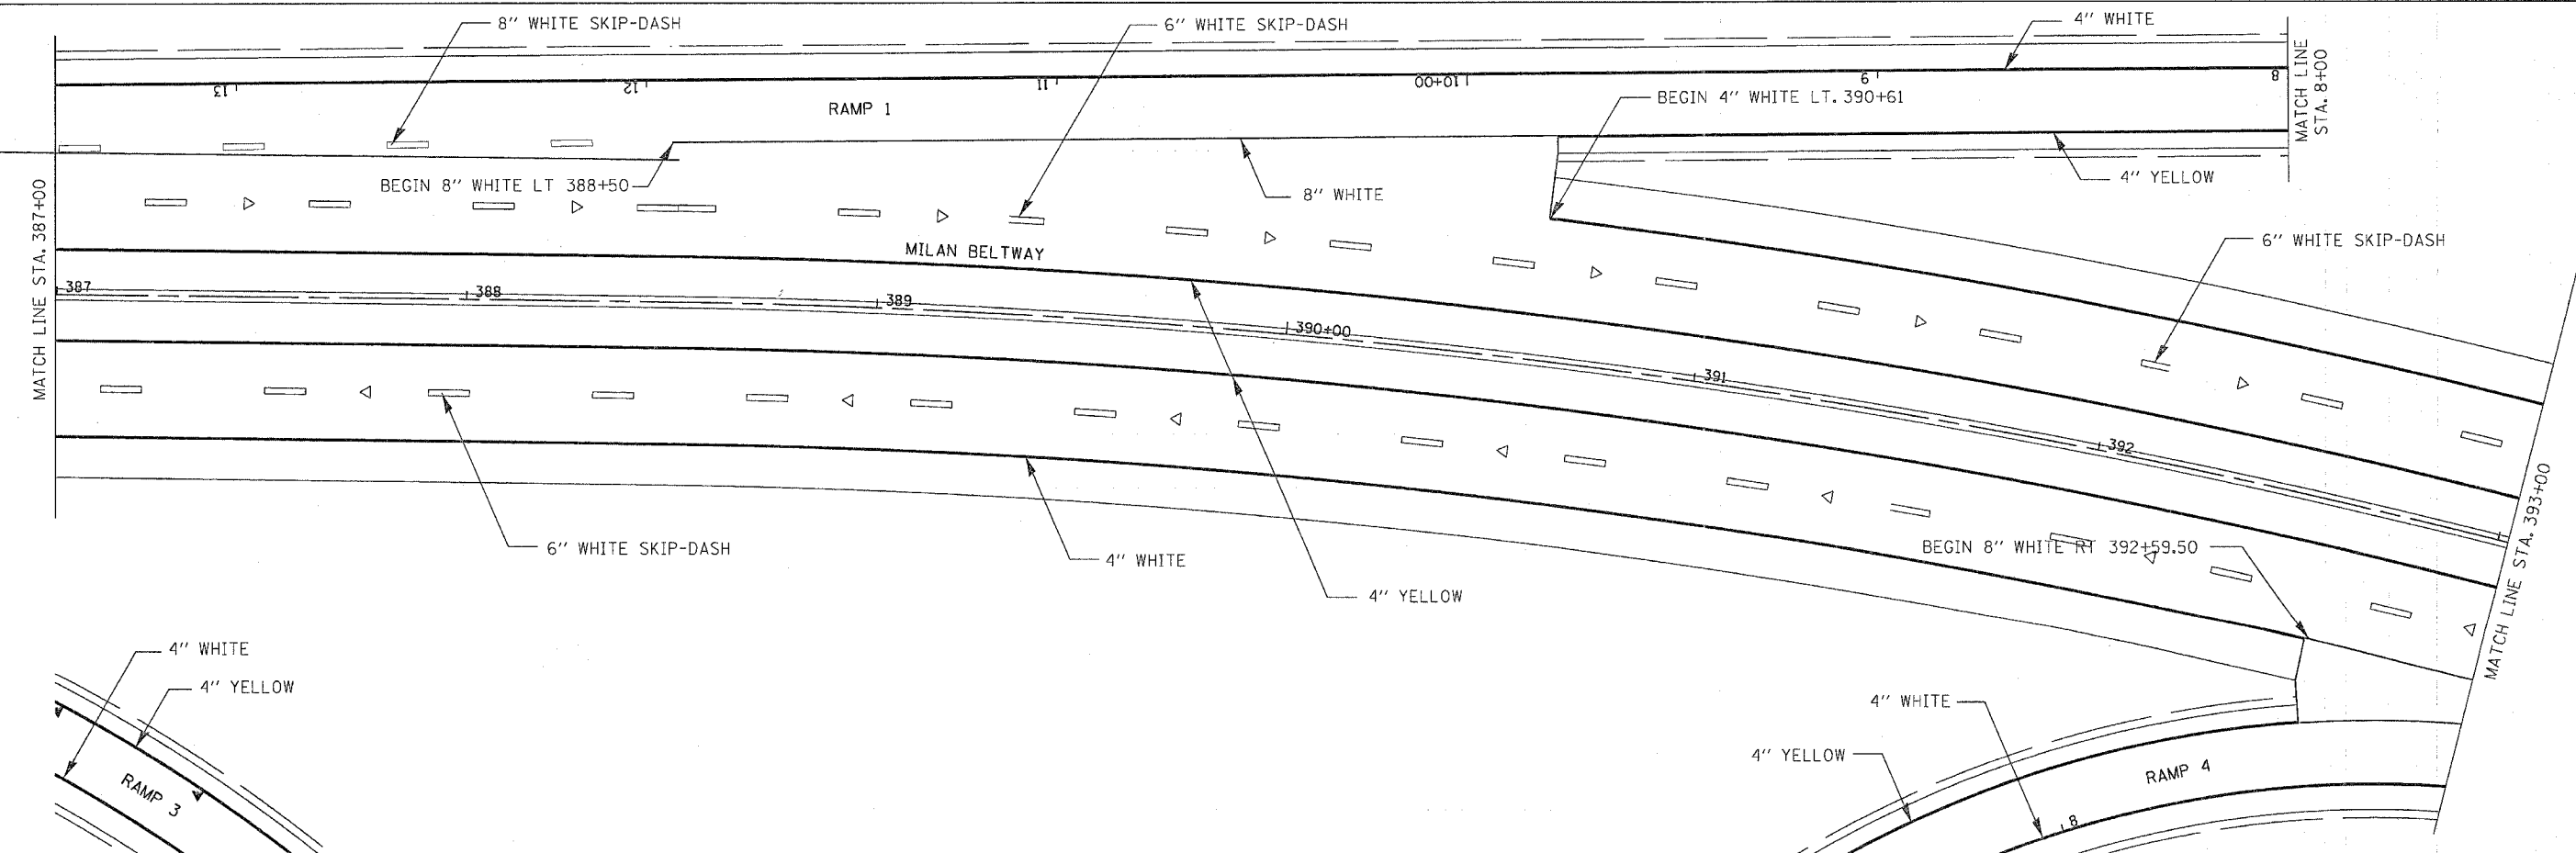 8" WHITE SKIP-DASH
6" WHITE SKIP-DASH
4" WHITE
MATCH LINE
STA. 8+00
13
12
11
10+00
9
8
RAMP 1
BEGIN 4" WHITE LT. 390+61
BEGIN 8" WHITE LT 388+50
8" WHITE
4" YELLOW
MATCH LINE STA. 387+00
MILAN BELTWAY
6" WHITE SKIP-DASH
387
388
389
390+00
391
392
6" WHITE SKIP-DASH
4" WHITE
4" YELLOW
BEGIN 8" WHITE RT 392+59.50
MATCH LINE STA. 393+00
4" WHITE
4" YELLOW
RAMP 3
4" WHITE
4" YELLOW
RAMP 4
8